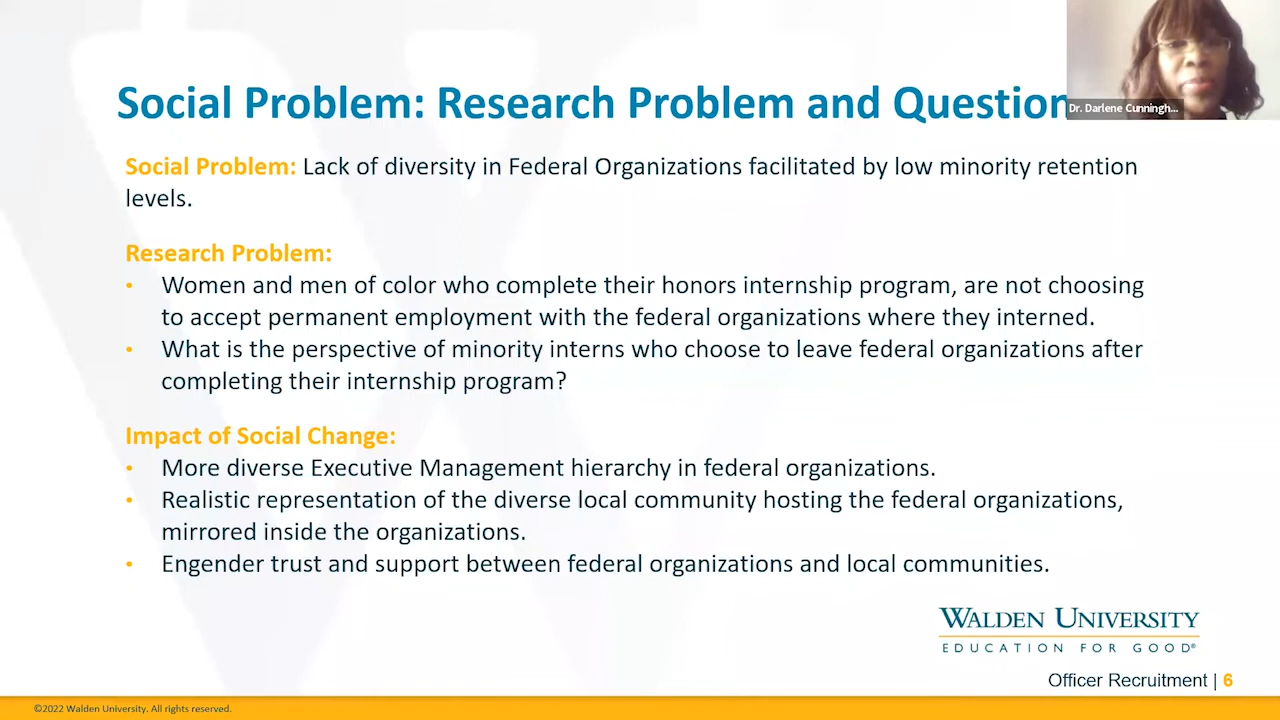 Social Problem: Research Problem and Question
Dr. Darlene Cunningh...
Social Problem: Lack of diversity in Federal Organizations facilitated by low minority retention
levels.
Research Problem:
• Women and men of color who complete their honors internship program, are not choosing
to accept permanent employment with the federal organizations where they interned.
• What is the perspective of minority interns who choose to leave federal organizations after
completing their internship program?
Impact of Social Change:
• More diverse Executive Management hierarchy in federal organizations.
• Realistic representation of the diverse local community hosting the federal organizations,
mirrored inside the organizations.
• Engender trust and support between federal organizations and local communities.
WALDEN UNIVERSITY
EDUCATION FOR GOOD®
Officer Recruitment | 6
©2022 Walden University. All rights reserved.